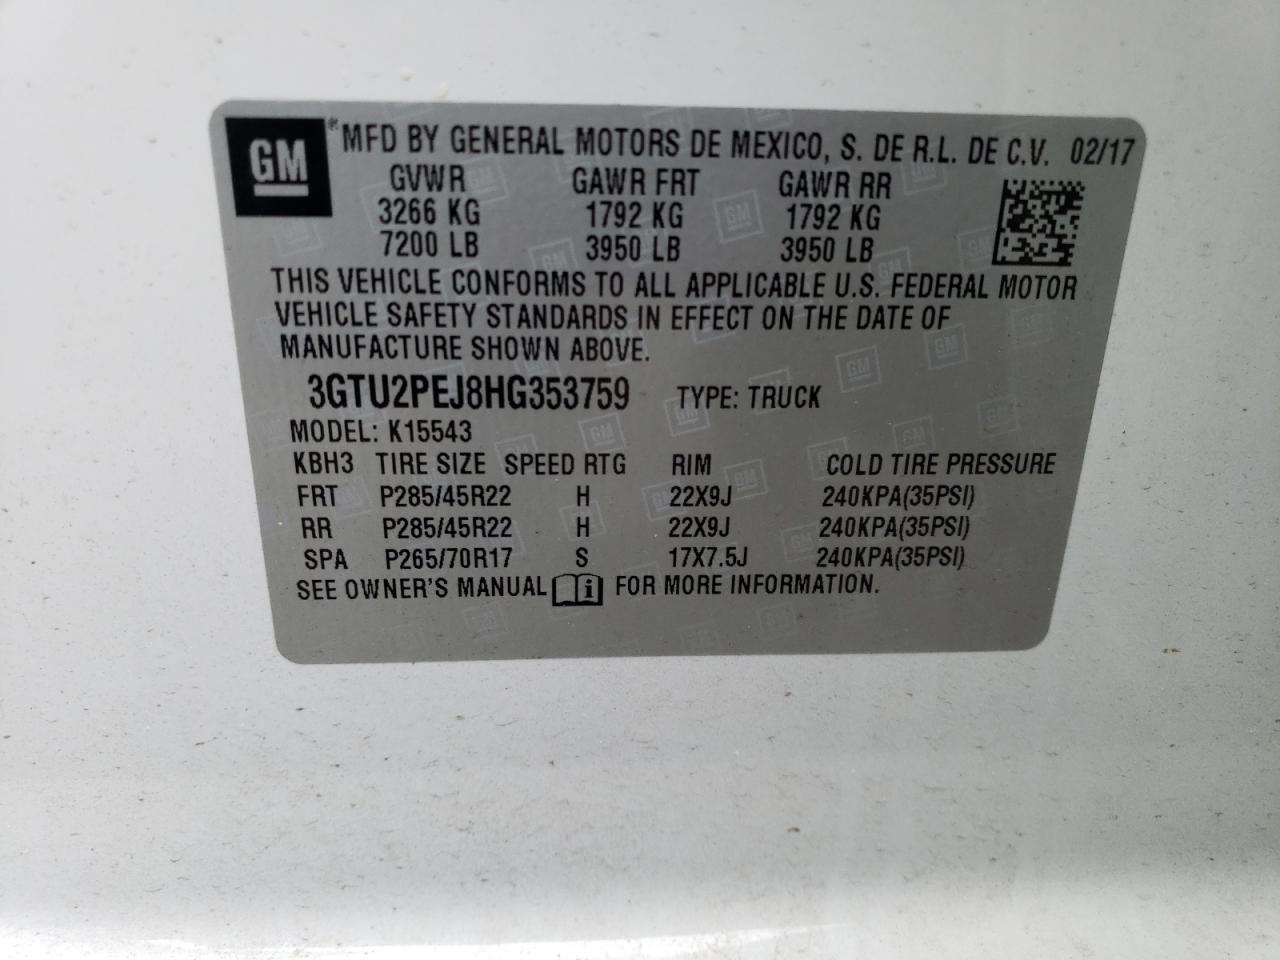 GM ® MFD BY GENERAL MOTORS DE MEXICO, S. DE R.L. DE C.V. 02/17
GVWR GAWR FRT GAWR RR
3266 KG 1792 KG 1792 KG
7200 LB 3950 LB 3950 LB
THIS VEHICLE CONFORMS TO ALL APPLICABLE U.S. FEDERAL MOTOR
VEHICLE SAFETY STANDARDS IN EFFECT ON THE DATE OF
MANUFACTURE SHOWN ABOVE.
3GTU2PEJ8HG353759 TYPE: TRUCK
MODEL: K15543
KBH3 TIRE SIZE SPEED RTG RIM COLD TIRE PRESSURE
FRT P285/45R22 H 22X9J 240KPA(35PSI)
RR P285/45R22 H 22X9J 240KPA(35PSI)
SPA P265/70R17 S 17X7.5J 240KPA(35PSI)
SEE OWNER'S MANUAL i FOR MORE INFORMATION.